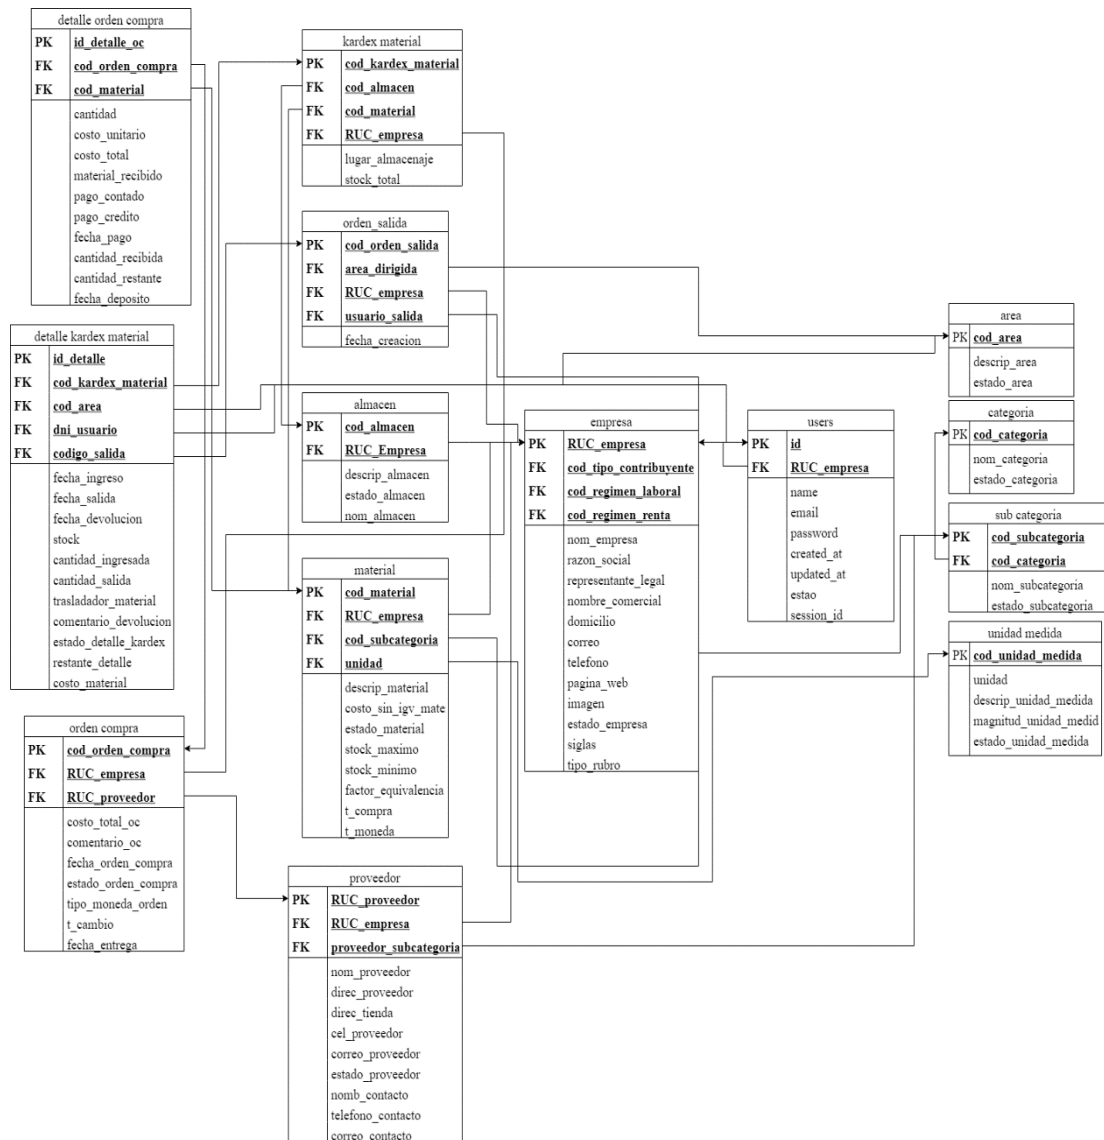 detalle orden compra
PK id_detalle_oc
FK cod_orden_compra
FK cod_material
cantidad
costo_unitario
costo_total
material_recibido
pago_contado
pago_credito
fecha_pago
cantidad_recibida
cantidad_restante
fecha_deposito
detalle kardex material
PK id_detalle
FK cod_kardex_material
FK cod_area
FK dni_usuario
FK codigo_salida
fecha_ingreso
fecha_salida
fecha_devolucion
stock
cantidad_ingresada
cantidad_salida
trasladador_material
comentario_devolucion
estado_detalle_kardex
restante_detalle
costo_material
orden compra
PK cod_orden_compra
FK RUC_empresa
FK RUC_proveedor
costo_total_oc
comentario_oc
fecha_orden_compra
estado_orden_compra
tipo_moneda_orden
t_cambio
fecha_entrega
kardex material
PK cod_kardex_material
FK cod_almacen
FK cod_material
FK RUC_empresa
lugar_almacenaje
stock_total
orden_salida
PK cod_orden_salida
FK area_dirigida
FK RUC_empresa
FK usuario_salida
fecha_creacion
almacen
PK cod_almacen
FK RUC_Empresa
descrip_almacen
estado_almacen
nom_almacen
material
PK cod_material
FK RUC_empresa
FK cod_subcategoria
FK unidad
descrip_material
costo_sin_igv_mate
estado_material
stock_maximo
stock_minimo
factor_equivalencia
t_compra
t_moneda
proveedor
PK RUC_proveedor
FK RUC_empresa
FK proveedor_subcategoria
nom_proveedor
direc_proveedor
direc_tienda
cel_proveedor
correo_proveedor
estado_proveedor
nomb_contacto
telefono_contacto
correo_contacto
empresa
PK RUC_empresa
FK cod_tipo_contribuyente
FK cod_regimen_laboral
FK cod_regimen_renta
nom_empresa
razon_social
representante_legal
nombre_comercial
domicilio
correo
telefono
pagina_web
imagen
estado_empresa
siglas
tipo_rubro
users
PK id
FK RUC_empresa
name
email
password
created_at
updated_at
estao
session_id
area
PK cod_area
descrip_area
estado_area
categoria
PK cod_categoria
nom_categoria
estado_categoria
sub categoria
PK cod_subcategoria
FK cod_categoria
nom_subcategoria
estado_subcategoria
unidad medida
PK cod_unidad_medida
unidad
descrip_unidad_medida
magnitud_unidad_medid
estado_unidad_medida